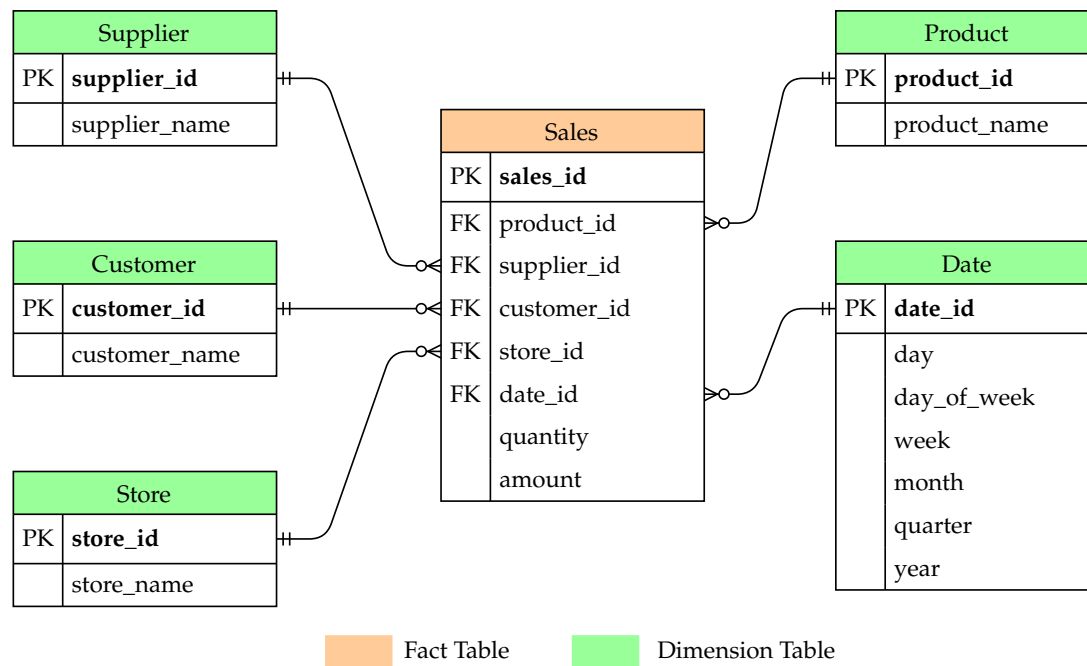 Supplier
PK supplier_id
supplier_name
Customer
PK customer_id
customer_name
Store
PK store_id
store_name
Sales
PK sales_id
FK product_id
FK supplier_id
FK customer_id
FK store_id
FK date_id
quantity
amount
Product
PK product_id
product_name
Date
PK date_id
day
day_of_week
week
month
quarter
year
Fact Table
Dimension Table